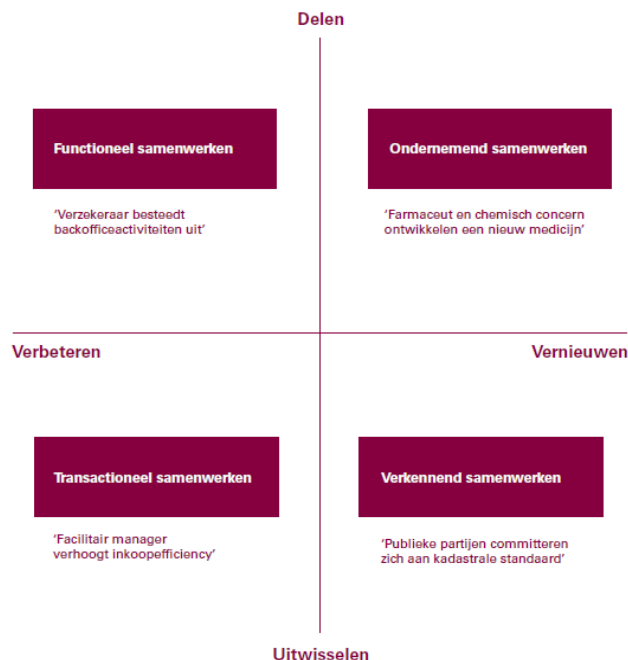 Delen
Functioneel samenwerken
Ondernemend samenwerken
'Verzekeraar besteedt
backofficeactiviteiten uit'
'Farmaceut en chemisch concern
ontwikkelen een nieuw medicijn'
Verbeteren
Vernieuwen
Transactioneel samenwerken
Verkennend samenwerken
'Facilitair manager
verhoogt inkoopefficiency'
'Publieke partijen committeren
zich aan kadastrale standaard'
Uitwisselen